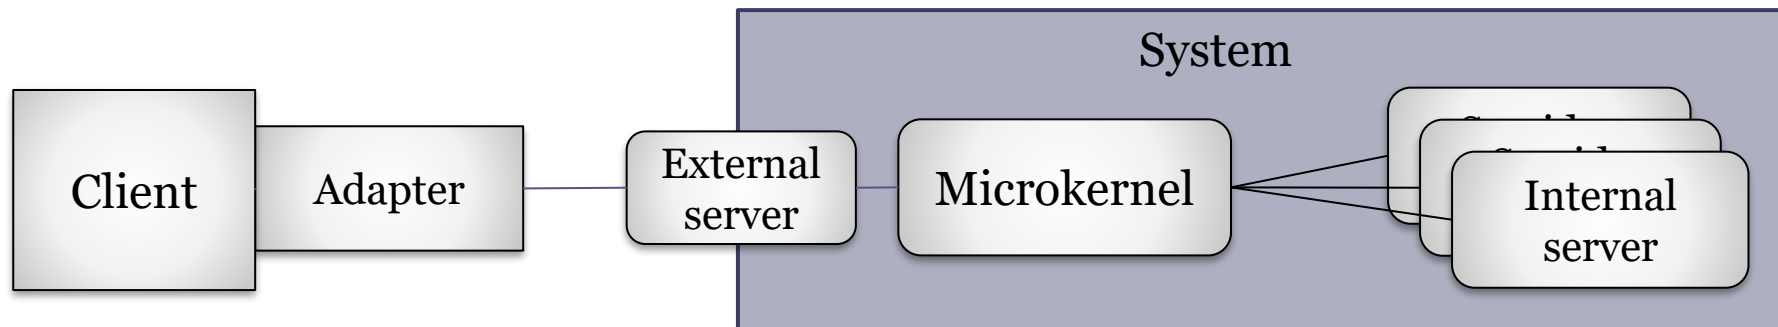 System
Client
Adapter
External
server
Microkernel
Internal
server